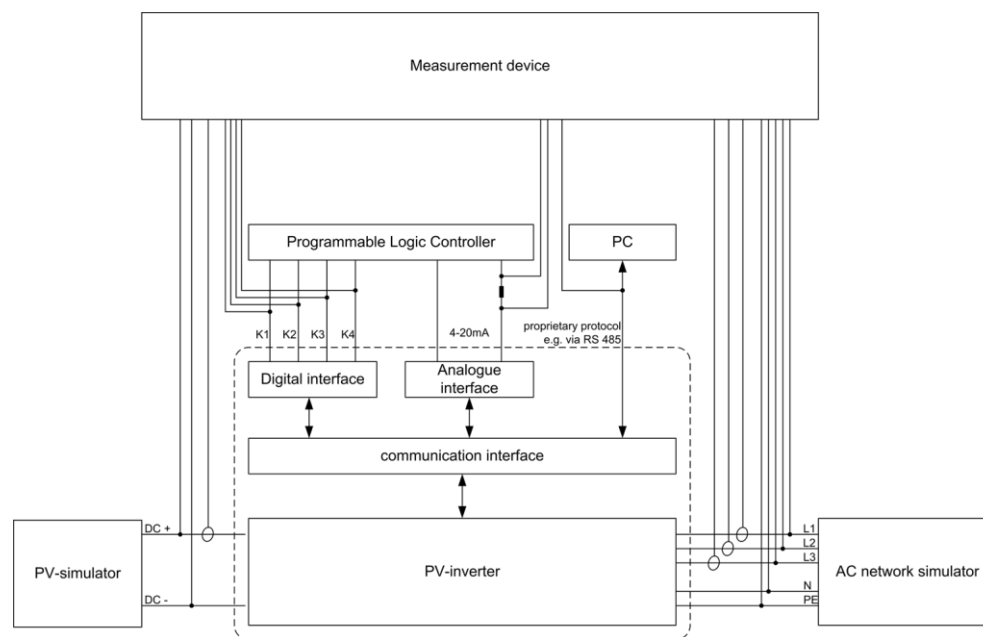 Measurement device
Programmable Logic Controller
PC
K1
K2
K3
K4
4-20mA
proprietary protocol
e.g. via RS 485
Digital interface
Analogue
interface
communication interface
PV-simulator
DC +
DC -
PV-inverter
L1
L2
L3
N
PE
AC network simulator